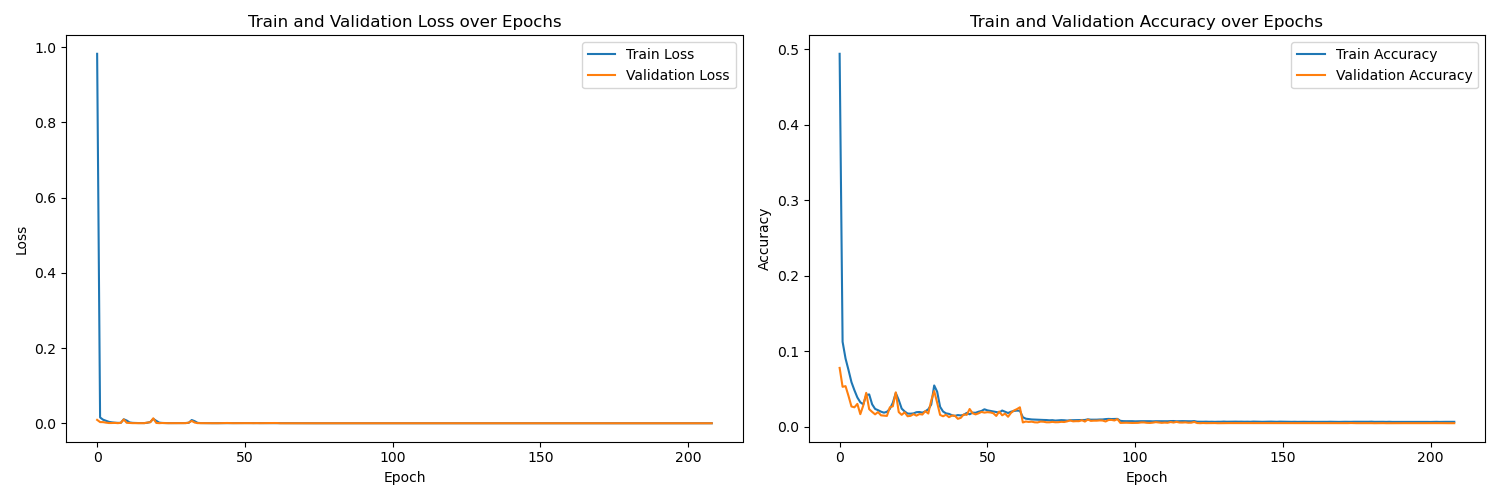 Train and Validation Loss over Epochs
1.0
0.8
0.6
0.4
0.2
0.0
Loss
0
50
100
150
200
Epoch
Train Loss
Validation Loss
Train and Validation Accuracy over Epochs
0.5
0.4
0.3
0.2
0.1
0.0
Accuracy
0
50
100
150
200
Epoch
Train Accuracy
Validation Accuracy